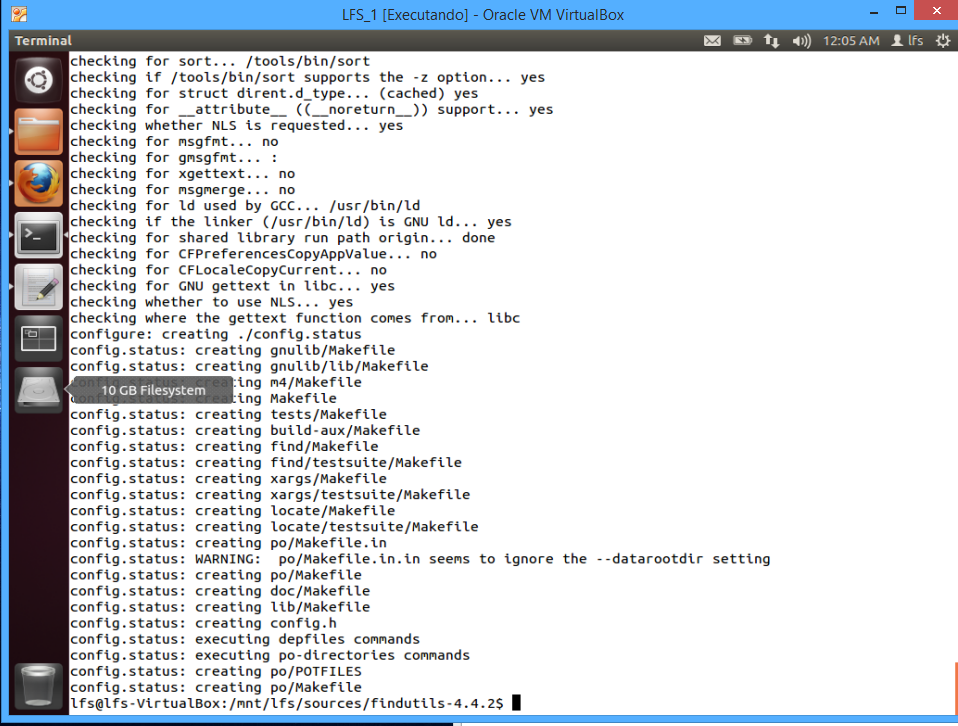 LFS_1 [Executando] - Oracle VM VirtualBox
Terminal 12:05 AM lfs
checking for sort... /tools/bin/sort
checking if /tools/bin/sort supports the -z option... yes
checking for struct dirent.d_type... (cached) yes
checking for __attribute__ ((__noreturn__)) support... yes
checking whether NLS is requested... yes
checking for msgfmt... no
checking for gmsgfmt... :
checking for xgettext... no
checking for msgmerge... no
checking for ld used by GCC... /usr/bin/ld
checking if the linker (/usr/bin/ld) is GNU ld... yes
checking for shared library run path origin... done
checking for CFPreferencesCopyAppValue... no
checking for CFLocaleCopyCurrent... no
checking for GNU gettext in libc... yes
checking whether to use NLS... yes
checking where the gettext function comes from... libc
configure: creating ./config.status
config.status: creating gnulib/Makefile
config.status: creating gnulib/lib/Makefile
config.status: creating m4/Makefile
10 GB Filesystem
config.status: creating Makefile
config.status: creating tests/Makefile
config.status: creating build-aux/Makefile
config.status: creating find/Makefile
config.status: creating find/testsuite/Makefile
config.status: creating xargs/Makefile
config.status: creating xargs/testsuite/Makefile
config.status: creating locate/Makefile
config.status: creating locate/testsuite/Makefile
config.status: creating po/Makefile.in
config.status: WARNING:  po/Makefile.in.in seems to ignore the --datarootdir setting
config.status: creating po/Makefile
config.status: creating doc/Makefile
config.status: creating lib/Makefile
config.status: creating config.h
config.status: executing depfiles commands
config.status: executing po-directories commands
config.status: creating po/POTFILES
config.status: creating po/Makefile
lfs@lfs-VirtualBox:/mnt/lfs/sources/findutils-4.4.2$